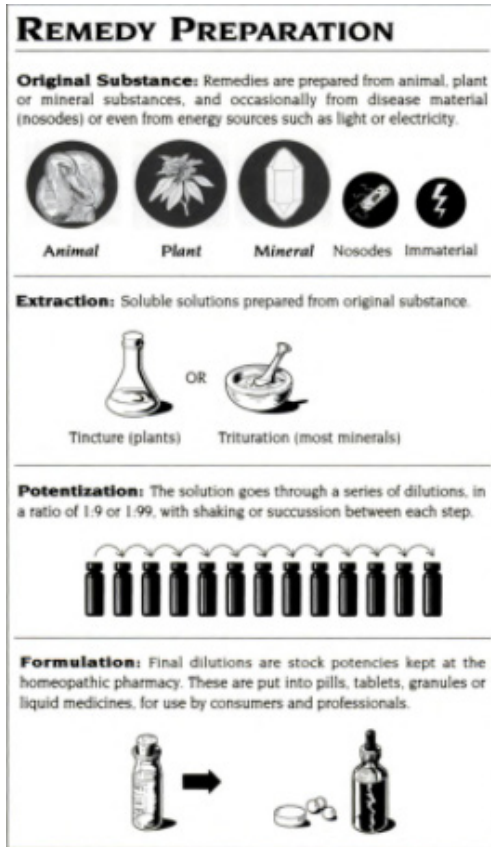 REMEDY PREPARATION
Original Substance: Remedies are prepared from animal, plant
or mineral substances, and occasionally from disease material
(nosodes) or even from energy sources such as light or electricity.
Animal Plant Mineral Nosodes Immaterial
Extraction: Soluble solutions prepared from original substance.
OR
Tincture (plants) Trituration (most minerals)
Potentization: The solution goes through a series of dilutions, in
a ratio of 1:9 or 1:99, with shaking or succussion between each step.
Formulation: Final dilutions are stock potencies kept at the
homeopathic pharmacy. These are put into pills, tablets, granules or
liquid medicines, for use by consumers and professionals.